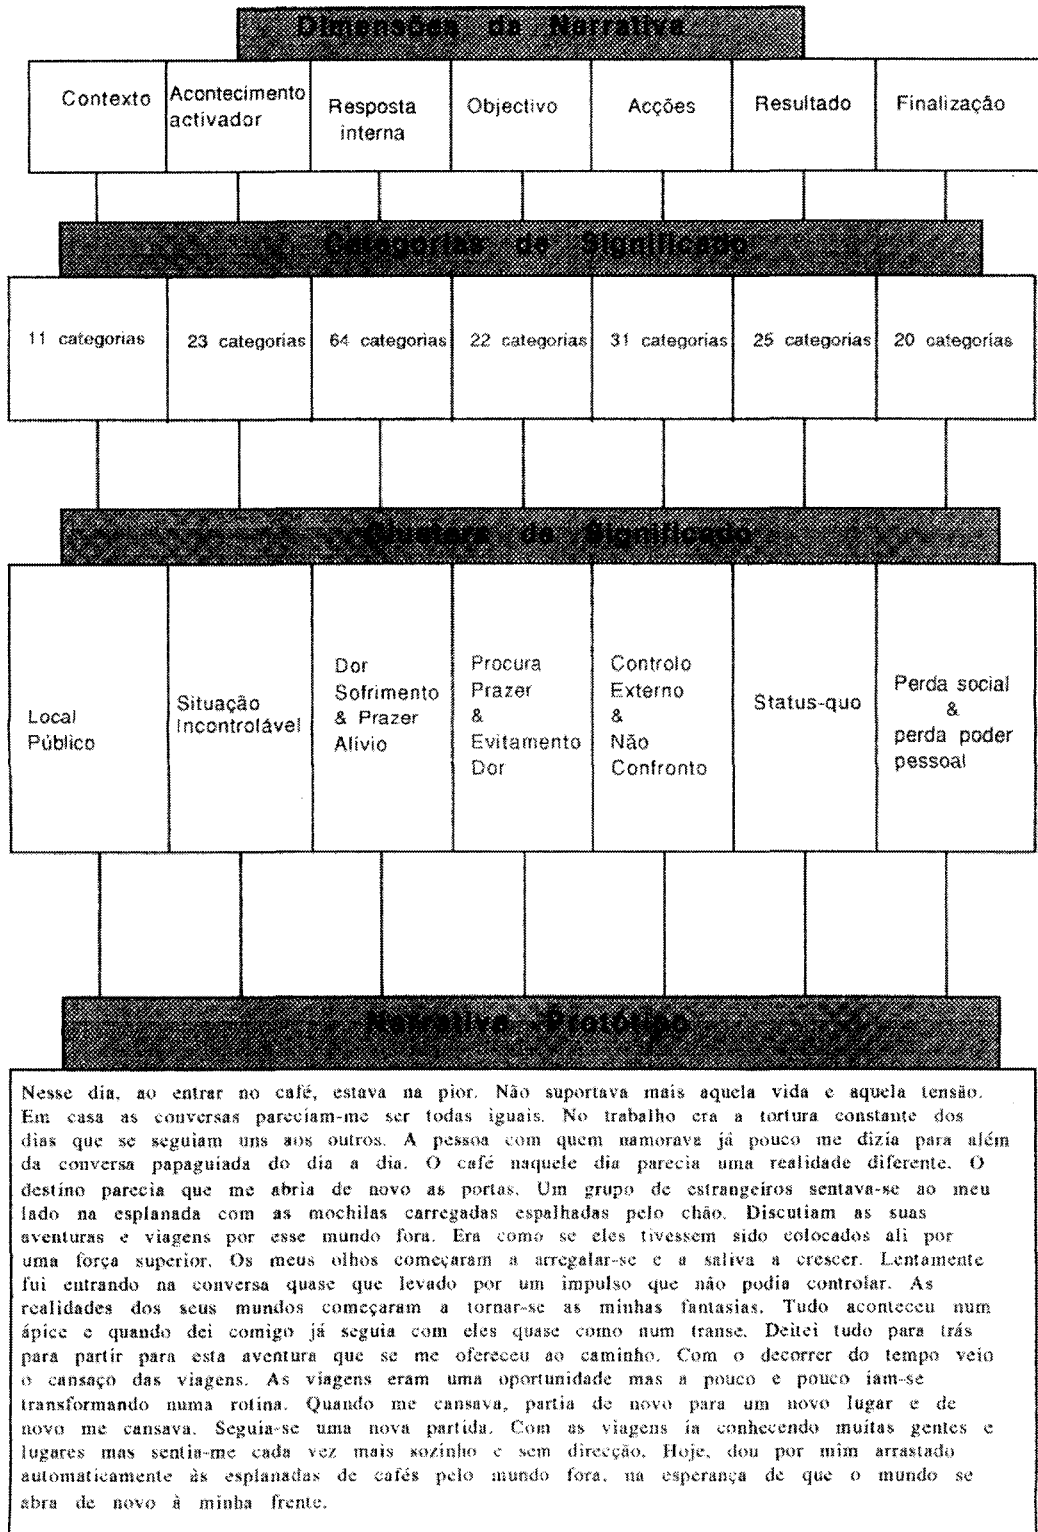 Dimensões da Narrativa
Contexto
Acontecimento
activador
Resposta
interna
Objectivo
Acções
Resultado
Finalização
Categorias de Significado
11 categorias
23 categorias
64 categorias
22 categorias
31 categorias
25 categorias
20 categorias
Clusters de Significado
Local
Público
Situação
Incontrolável
Dor
Sofrimento
& Prazer
Alívio
Procura
Prazer
&
Evitamento
Dor
Controlo
Externo
&
Não
Confronto
Status-quo
Perda social
&
perda poder
pessoal
Narrativa Protótipo
Nesse dia, ao entrar no café, estava na pior. Não suportava mais aquela vida e aquela tensão.
Em casa as conversas pareciam-me ser todas iguais. No trabalho era a tortura constante dos
dias que se seguiam uns aos outros. A pessoa com quem namorava já pouco me dizia para além
da conversa papaguiada do dia a dia. O café naquele dia parecia uma realidade diferente. O
destino parecia que me abria de novo as portas. Um grupo de estrangeiros sentava-se ao meu
lado na esplanada com as mochilas carregadas espalhadas pelo chão. Discutiam as suas
aventuras e viagens por esse mundo fora. Era como se eles tivessem sido colocados ali por
uma força superior. Os meus olhos começaram a arregalar-se e a saliva a crescer. Lentamente
fui entrando na conversa quase que levado por um impulso que não podia controlar. As
realidades dos seus mundos começaram a tornar-se as minhas fantasias. Tudo aconteceu num
ápice e quando dei comigo já seguia com eles quase como num transe. Deitei tudo para trás
para partir para esta aventura que se me ofereceu ao caminho. Com o decorrer do tempo veio
o cansaço das viagens. As viagens eram uma oportunidade mas a pouco e pouco iam-se
transformando numa rotina. Quando me cansava, partia de novo para um novo lugar e de
novo me cansava. Seguia-se uma nova partida. Com as viagens ia conhecendo muitas gentes e
lugares mas sentia-me cada vez mais sozinho e sem direcção. Hoje, dou por mim arrastado
automaticamente às esplanadas de cafés pelo mundo fora, na esperança de que o mundo se
abra de novo à minha frente.